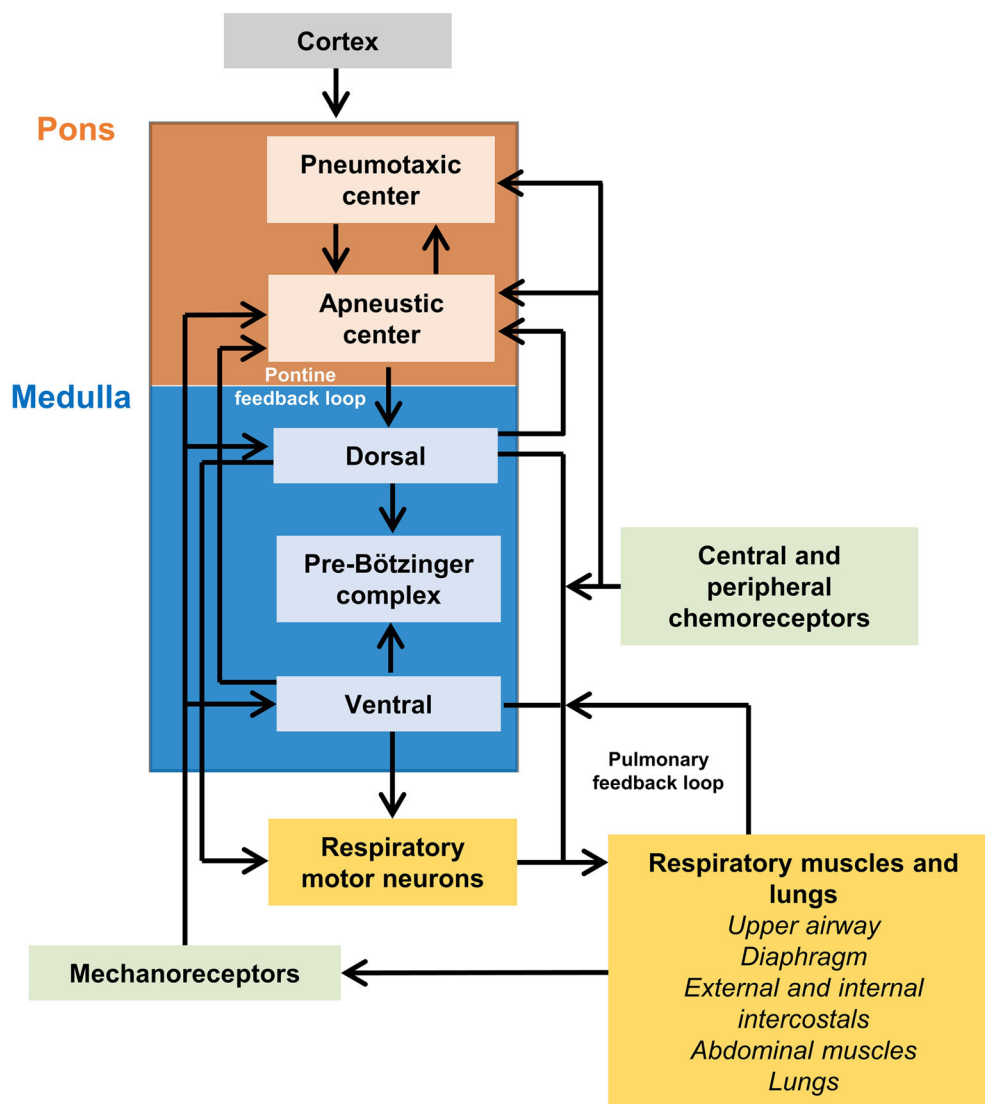 Cortex
Pons
Pneumotaxic
center
Apneustic
center
Pontine
feedback loop
Medulla
Dorsal
Pre-Bötzinger
complex
Central and
peripheral
chemoreceptors
Ventral
Pulmonary
feedback loop
Respiratory
motor neurons
Respiratory muscles and
lungs
Upper airway
Diaphragm
External and internal
intercostals
Abdominal muscles
Lungs
Mechanoreceptors